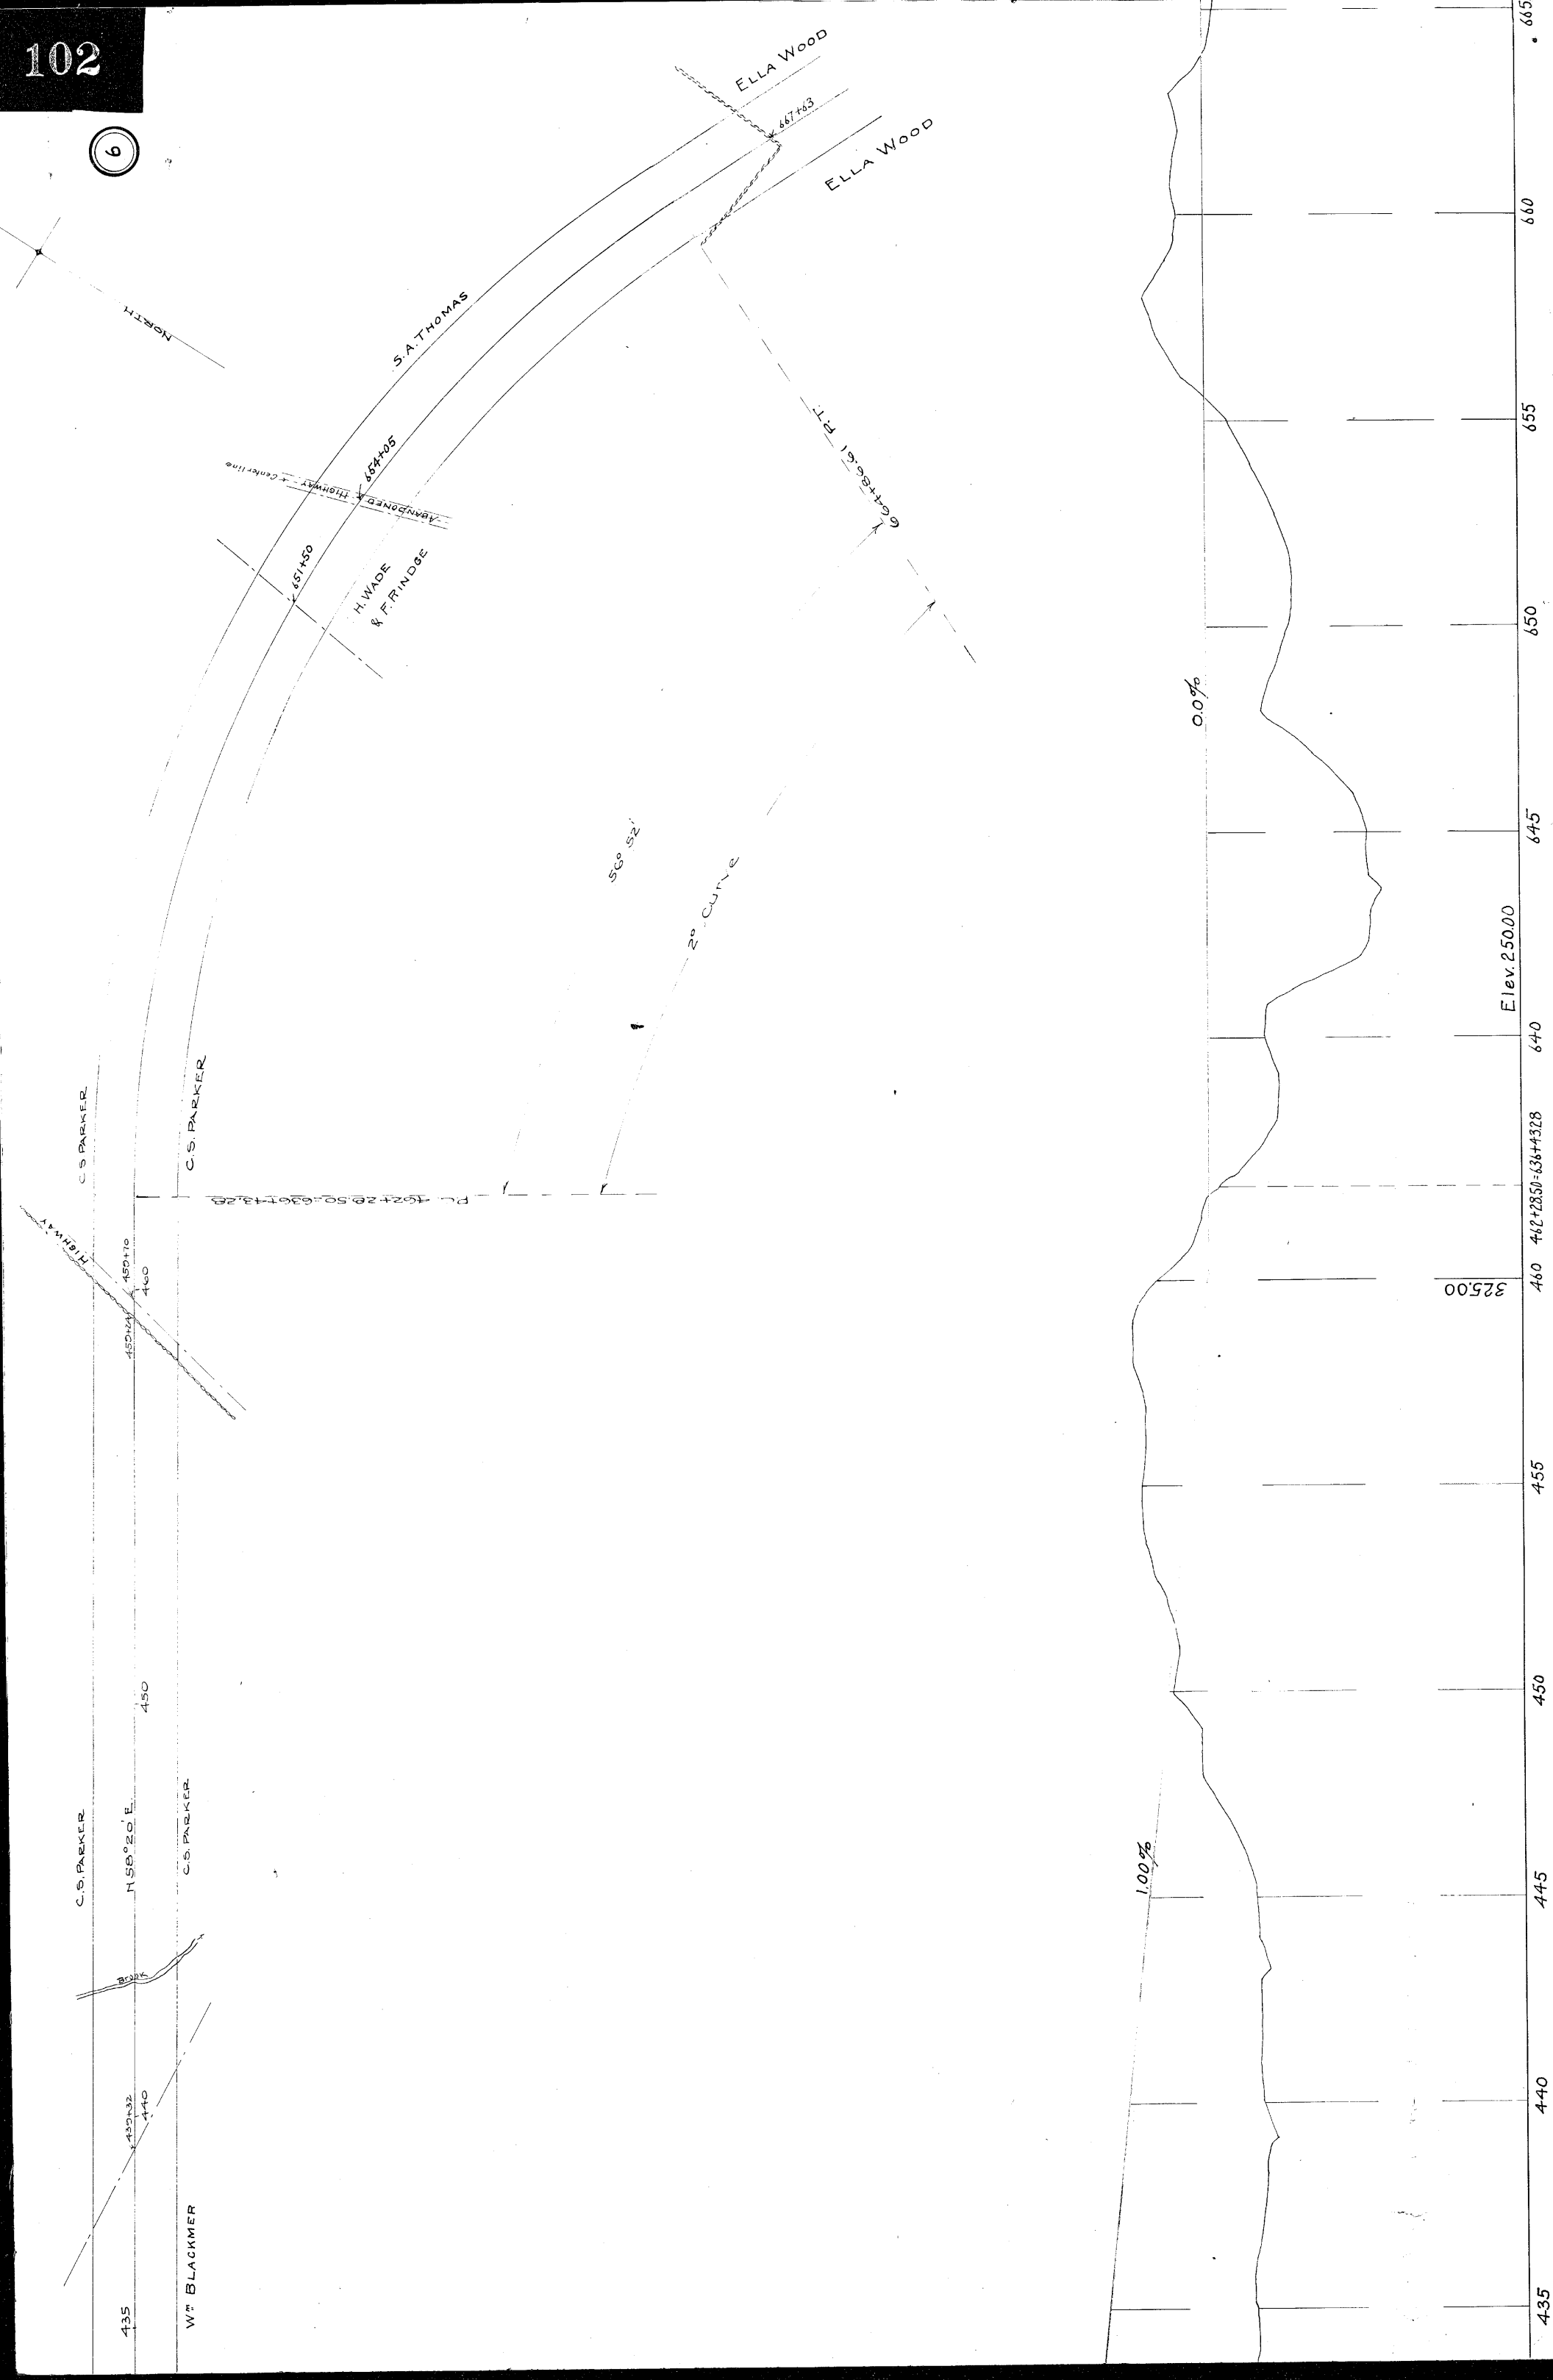 102
6
NORTH
ELLA WOOD
667+63
ELLA WOOD
S.A. THOMAS
654+05
Centerline
ABANDONED HIGHWAY
651+50
H. WADE
& F. RINDGE
664+86.61 P.T.
56° 52'
2° Curve
C S PARKER
C.S. PARKER
PC 462+28.50=636+43.28
HIGHWAY
459+70
460
459+24
450
C.S. PARKER
N 58° 20' E.
C.S. PARKER
Brook
439+32
440
435
Wm BLACKMER
0.0%
1.00%
Elev. 250.00
325.00
665
660
655
650
645
640
462+28.50=636+43.28
460
455
450
445
440
435